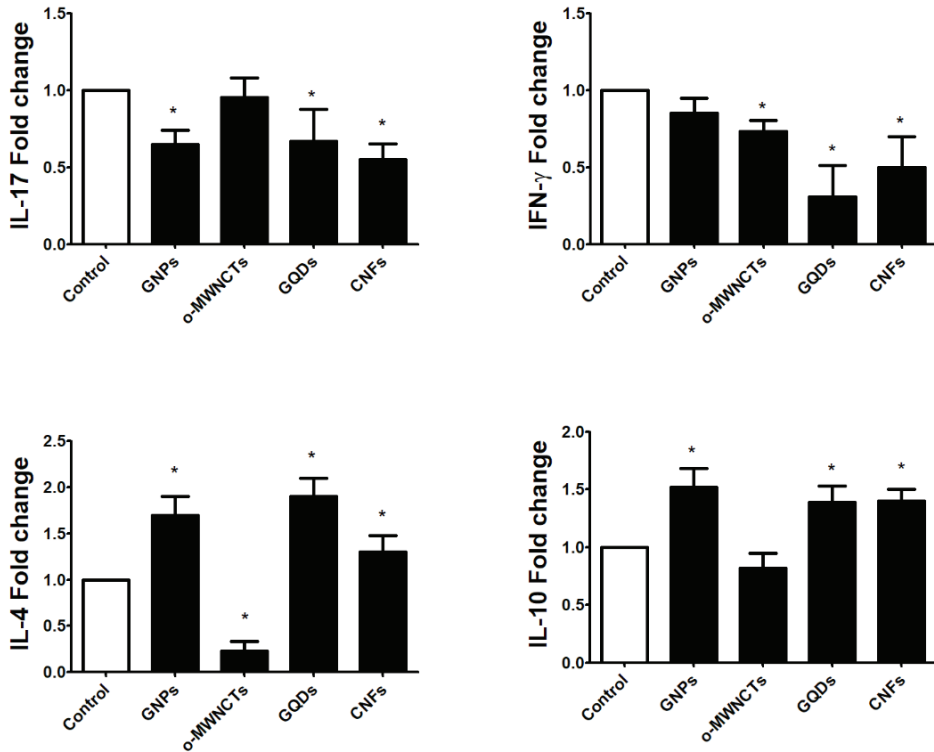 IL-17 Fold change
1.5
1.0
0.5
0.0
*
*
*
Control
GNPs
o-MWNCTs
GQDs
CNFs
IFN-γ Fold change
1.5
1.0
0.5
0.0
*
*
*
Control
GNPs
o-MWNCTs
GQDs
CNFs
IL-4 Fold change
2.5
2.0
1.5
1.0
0.5
0.0
*
*
*
*
Control
GNPs
o-MWNCTs
GQDs
CNFs
IL-10 Fold change
2.0
1.5
1.0
0.5
0.0
*
*
*
Control
GNPs
o-MWNCTs
GQDs
CNFs